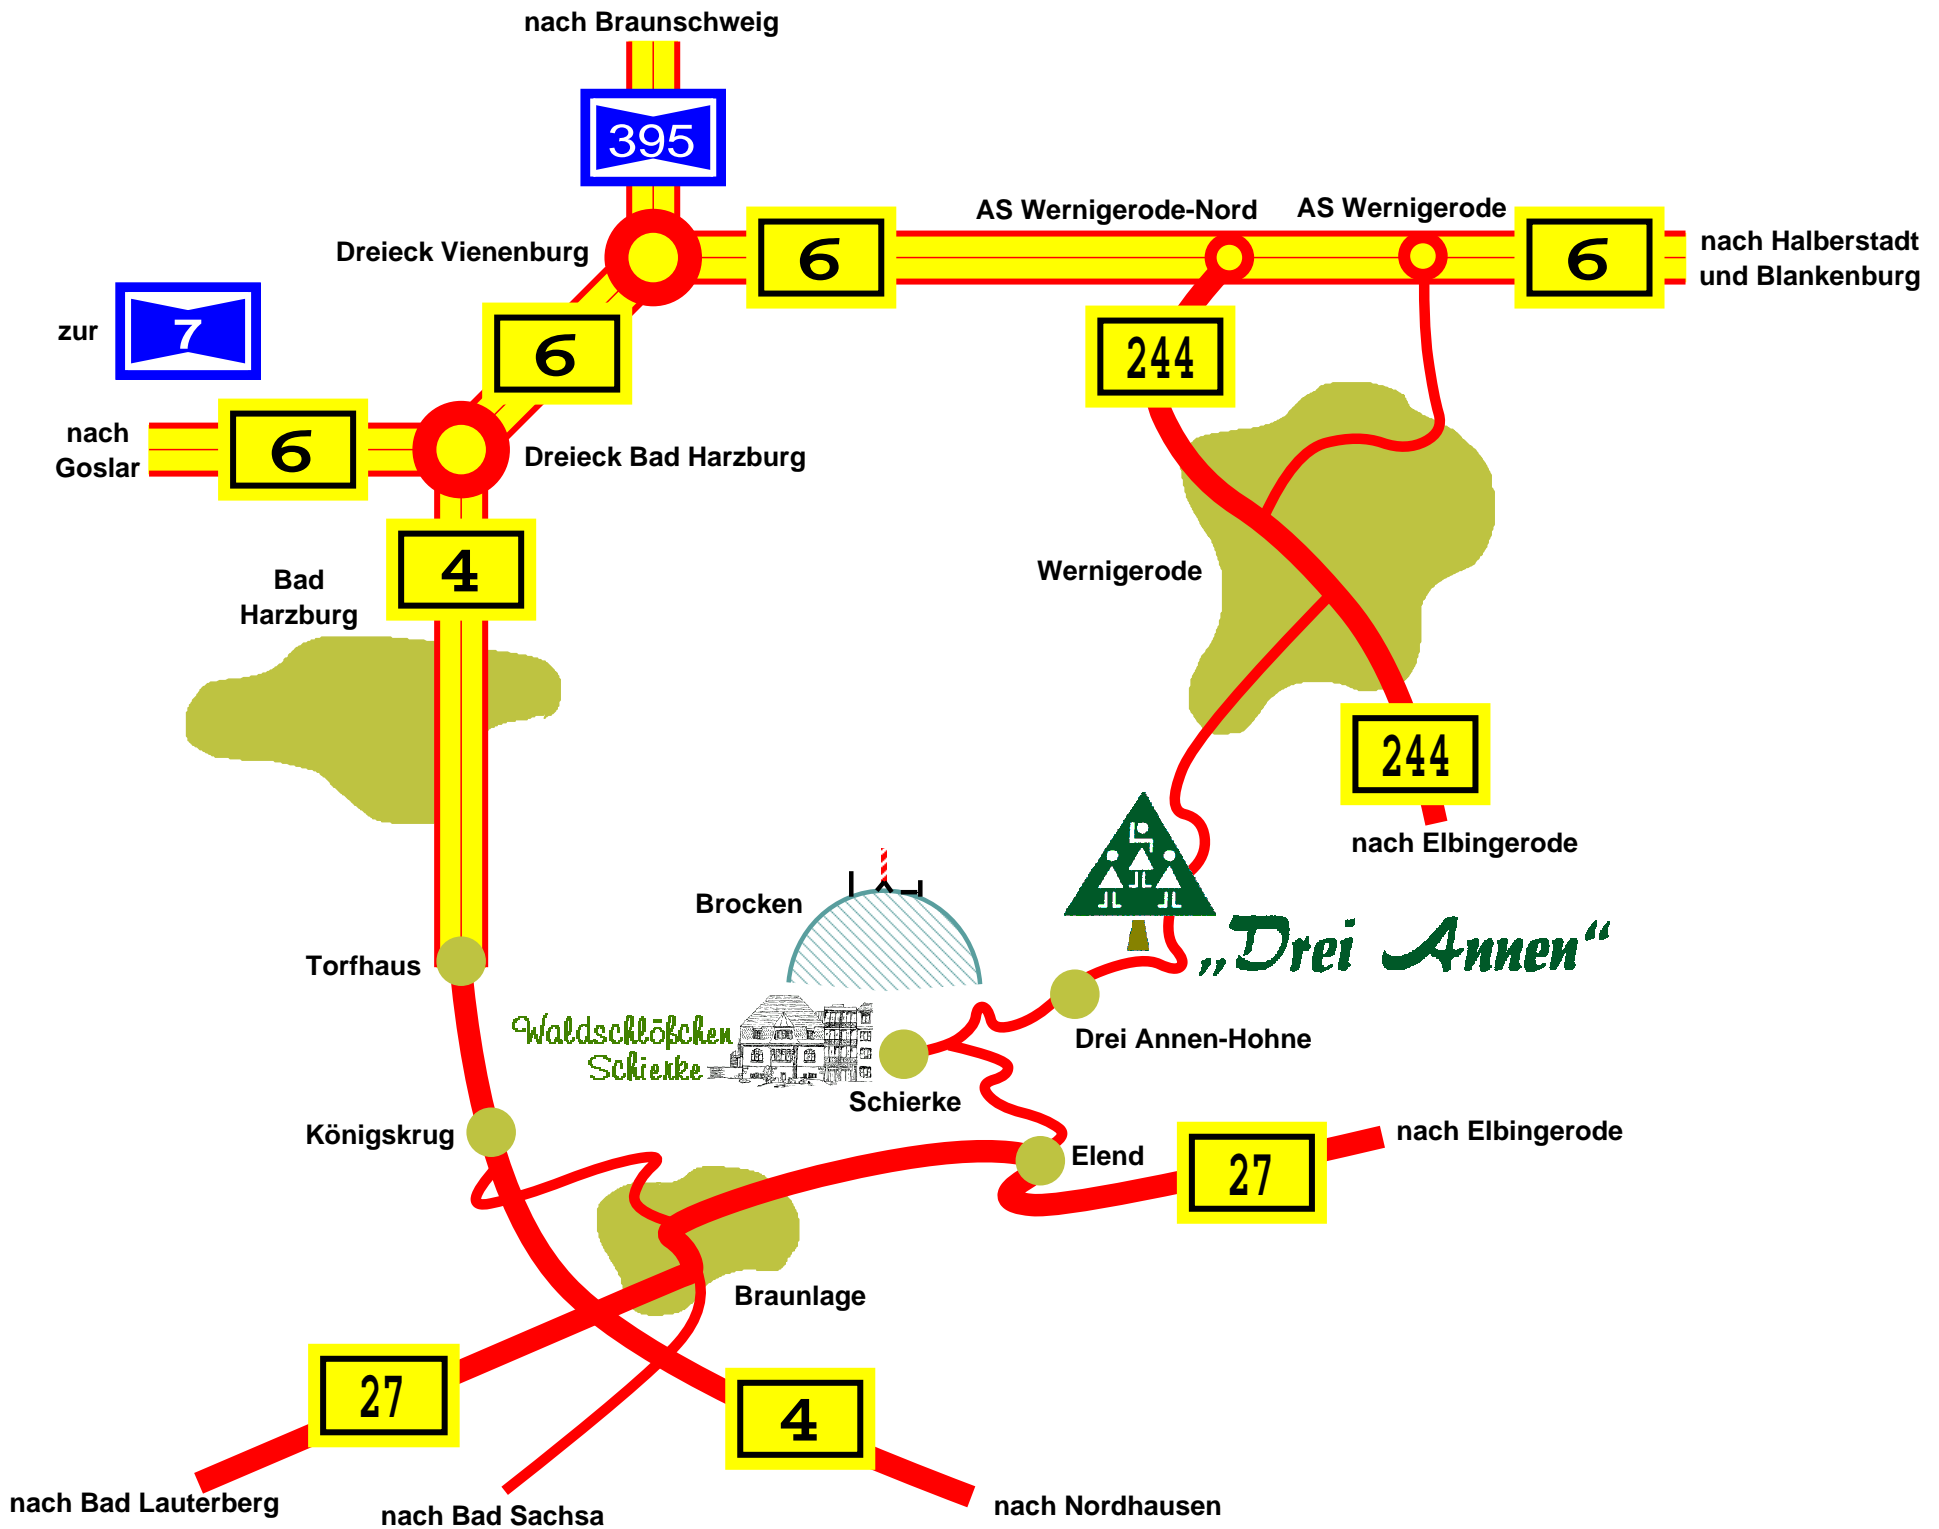 nach Braunschweig
395
AS Wernigerode-Nord
AS Wernigerode
Dreieck Vienenburg
6
6
nach Halberstadt
und Blankenburg
zur
7
6
244
nach
Goslar
6
Dreieck Bad Harzburg
4
Bad
Harzburg
Wernigerode
244
nach Elbingerode
Brocken
„Drei Annen“
Torfhaus
Waldschlößchen
Schierke
Drei Annen-Hohne
Schierke
Königskrug
Elend
27
nach Elbingerode
Braunlage
27
4
nach Bad Lauterberg
nach Bad Sachsa
nach Nordhausen